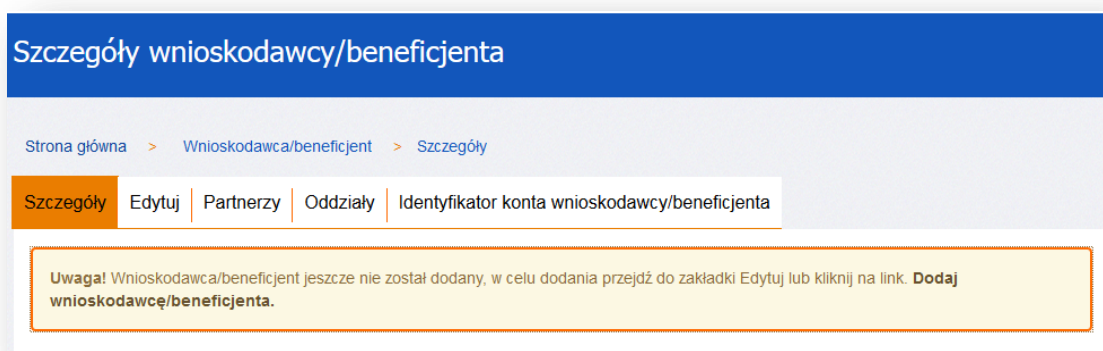 Szczegóły wnioskodawcy/beneficjenta
Strona główna > Wnioskodawca/beneficjent > Szczegóły
Szczegóły Edytuj Partnerzy Oddziały Identyfikator konta wnioskodawcy/beneficjenta
Uwaga! Wnioskodawca/beneficjent jeszcze nie został dodany, w celu dodania przejdź do zakładki Edytuj lub kliknij na link. Dodaj
wnioskodawcę/beneficjenta.